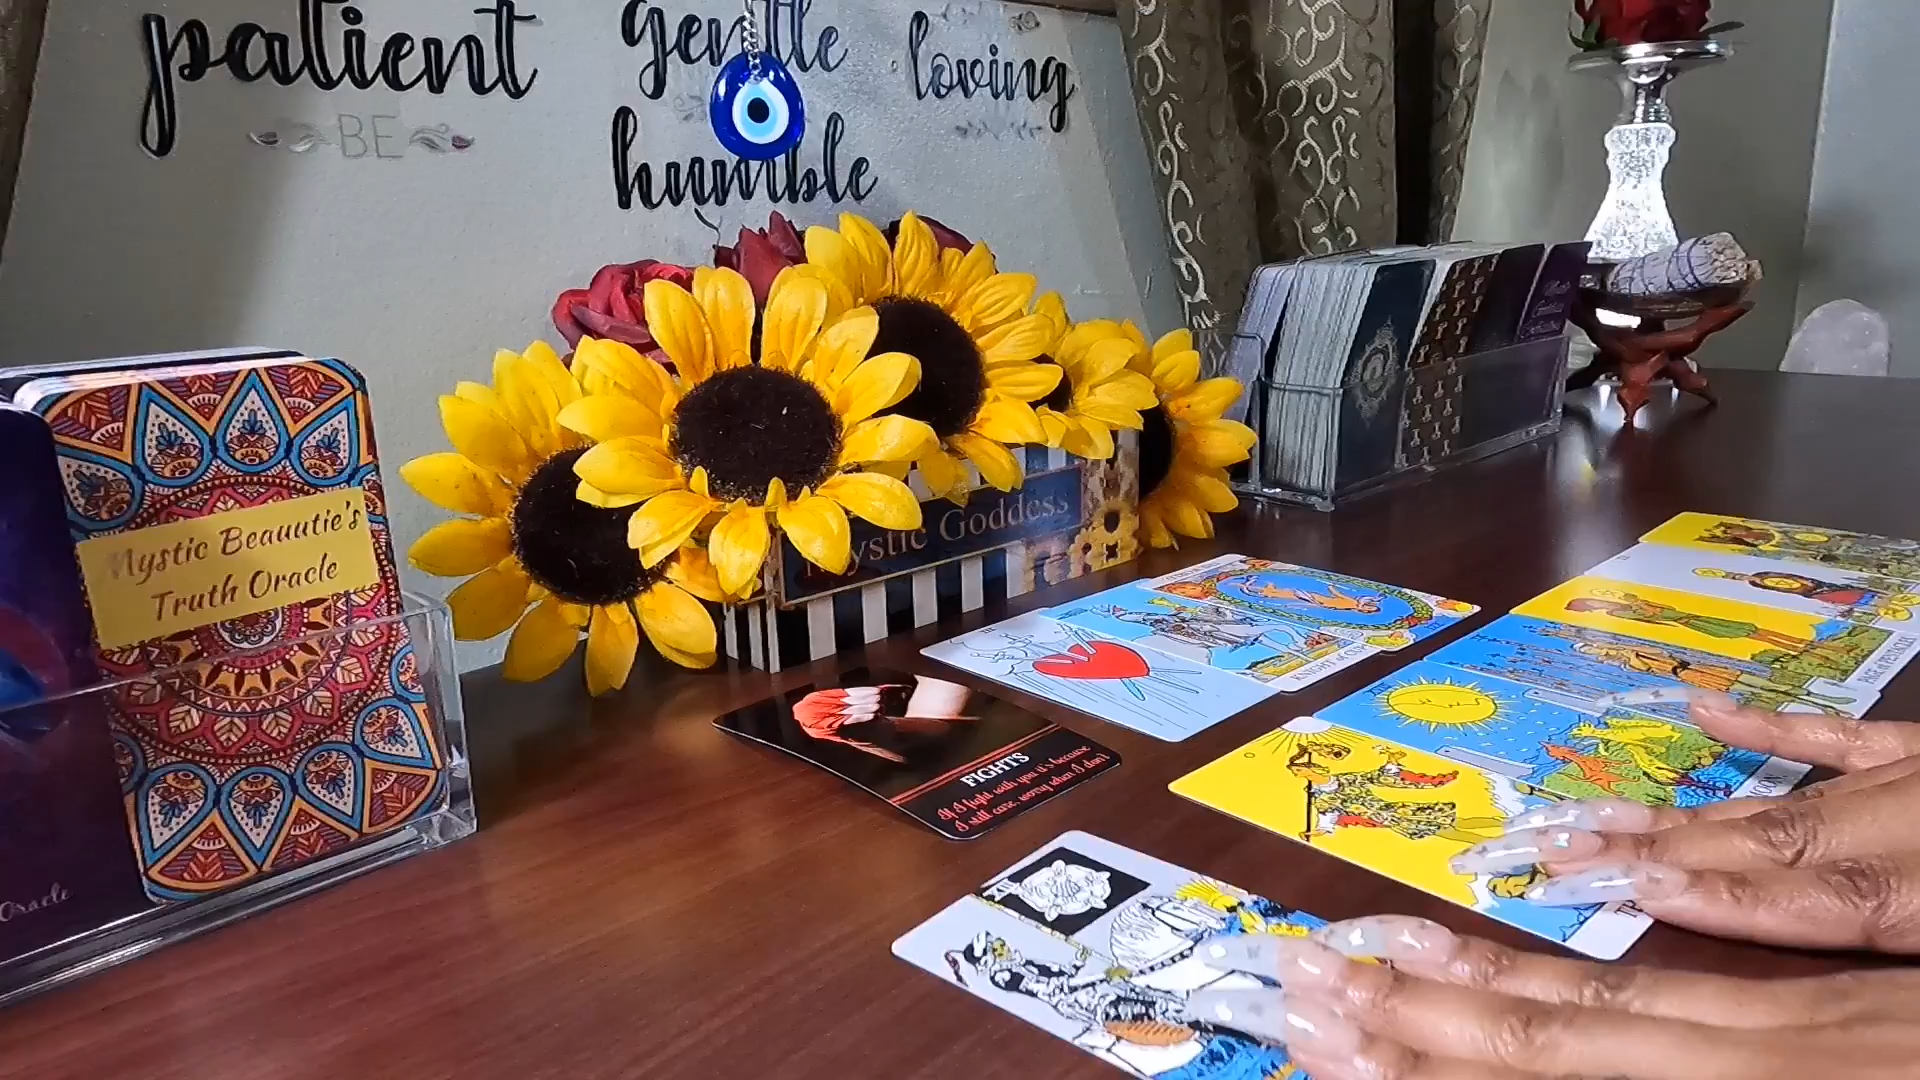 patient
BE
gentle
loving
humble
Mystic Beauutie's
Truth Oracle
Oracle
Mystic Goddess
FIGHTS
If I fight with you it's because
I still care, worry when I don't
KNIGHT of CUPS